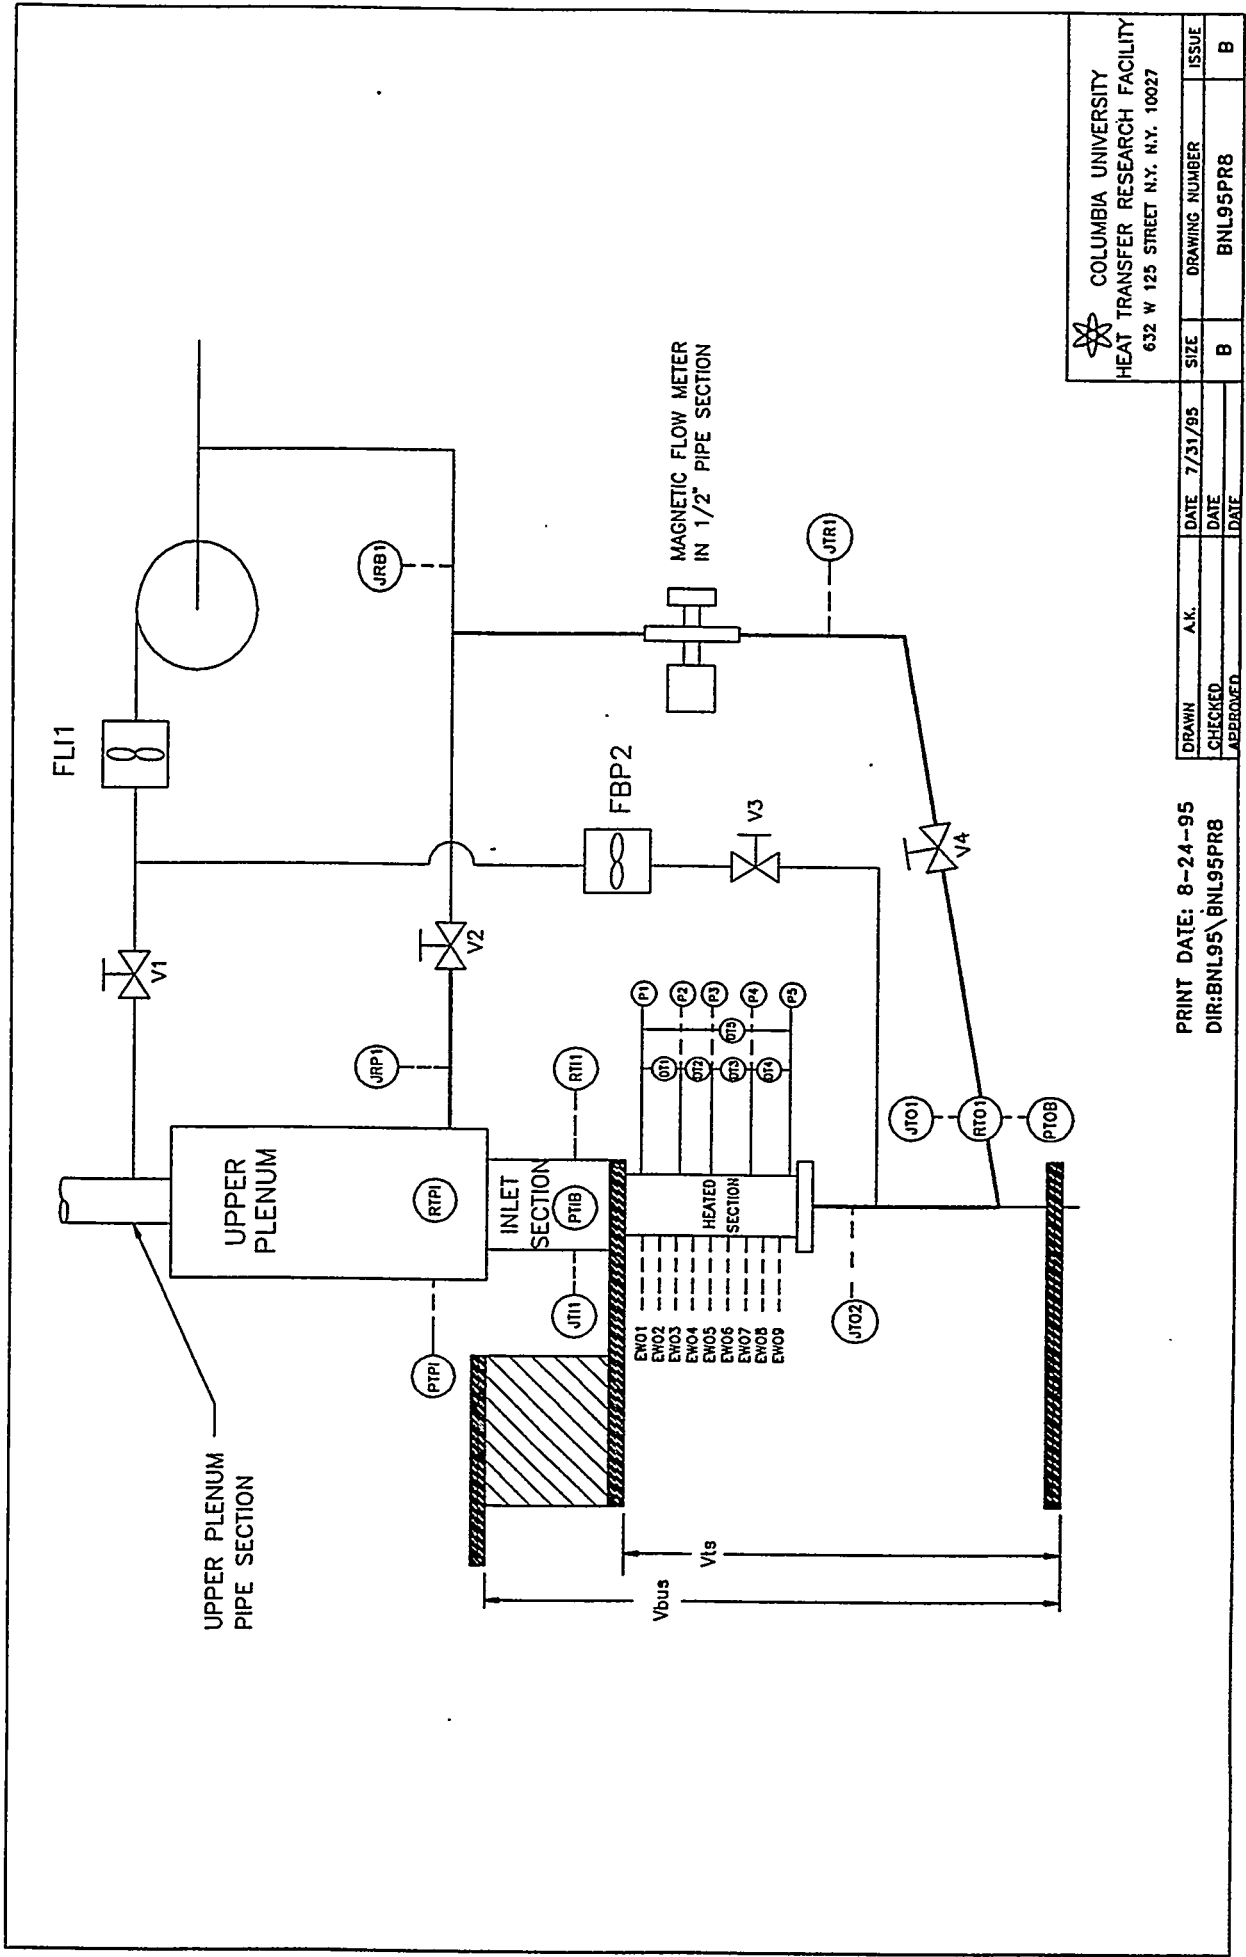 FLI1
V1
UPPER PLENUM
PIPE SECTION
UPPER
PLENUM
RTPI
PTPI
JRP1
V2
JRB1
INLET
SECTION
PTIB
JTI1
RTI1
FBP2
V3
MAGNETIC FLOW METER
IN 1/2" PIPE SECTION
JTR1
V4
EWO1
EWO2
EWO3
EWO4
EWO5
EWO6
EWO7
EWO8
EWO9
HEATED
SECTION
P1
P2
P3
P4
P5
DT1
DT2
DT3
DT4
DT5
JTO2
JTO1
RTO1
PTOB
Vbus
Vts
PRINT DATE: 8-24-95
DIR:BNL95\BNL95PR8
COLUMBIA UNIVERSITY
HEAT TRANSFER RESEARCH FACILITY
632 W 125 STREET N.Y. N.Y. 10027
DRAWN A.K. DATE 7/31/95 SIZE DRAWING NUMBER ISSUE
CHECKED DATE B BNL95PR8 B
APPROVED DATE